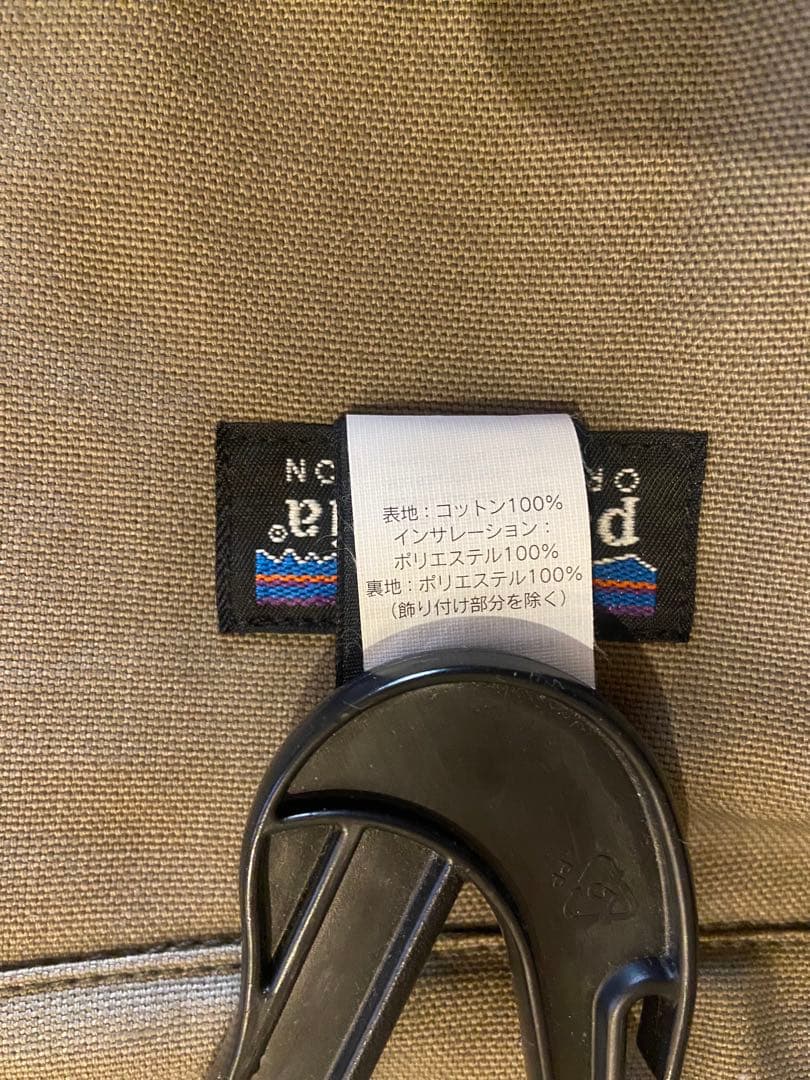 表地：コットン100%
インサレーション：
ポリエステル100%
裏地：ポリエステル100%
（飾り付け部分を除く）